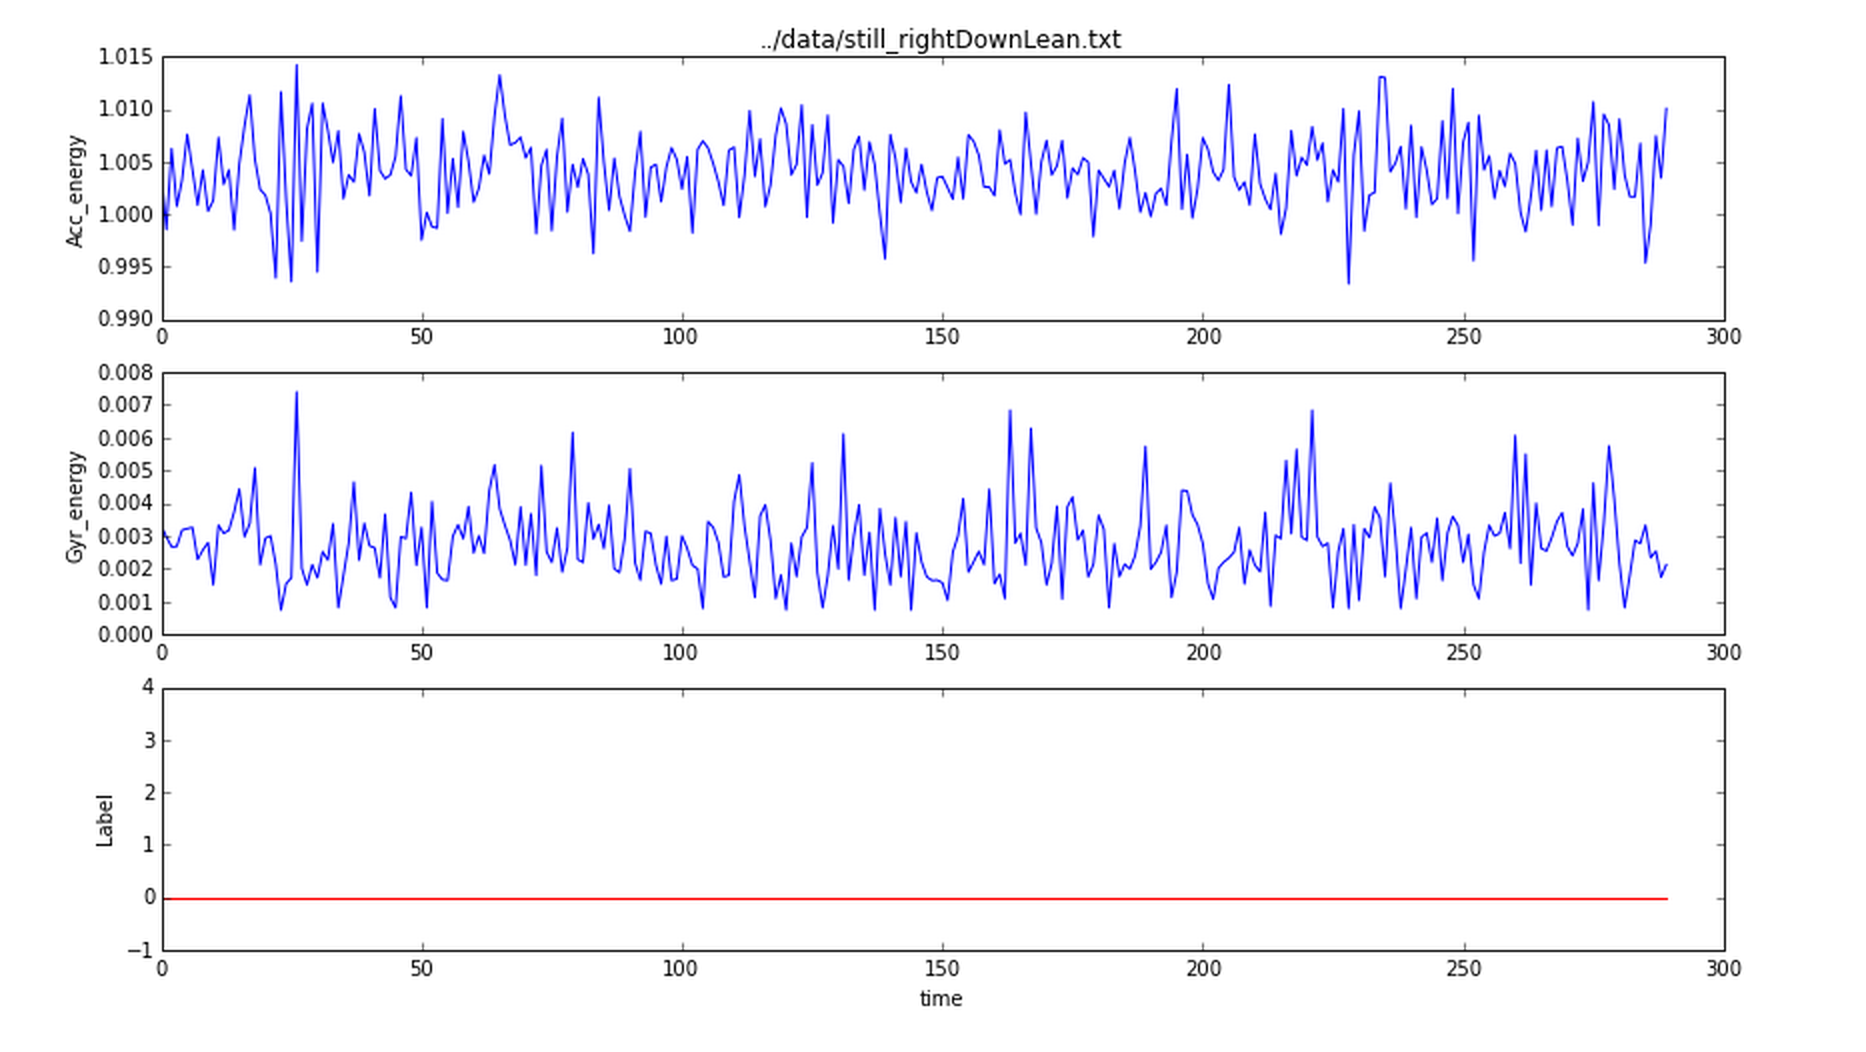 ../data/still_rightDownLean.txt
1.015
1.010
1.005
1.000
0.995
0.990
Acc_energy
0 50 100 150 200 250 300
0.008
0.007
0.006
0.005
0.004
0.003
0.002
0.001
0.000
Gyr_energy
0 50 100 150 200 250 300
4
3
2
1
0
−1
Label
0 50 100 150 200 250 300
time